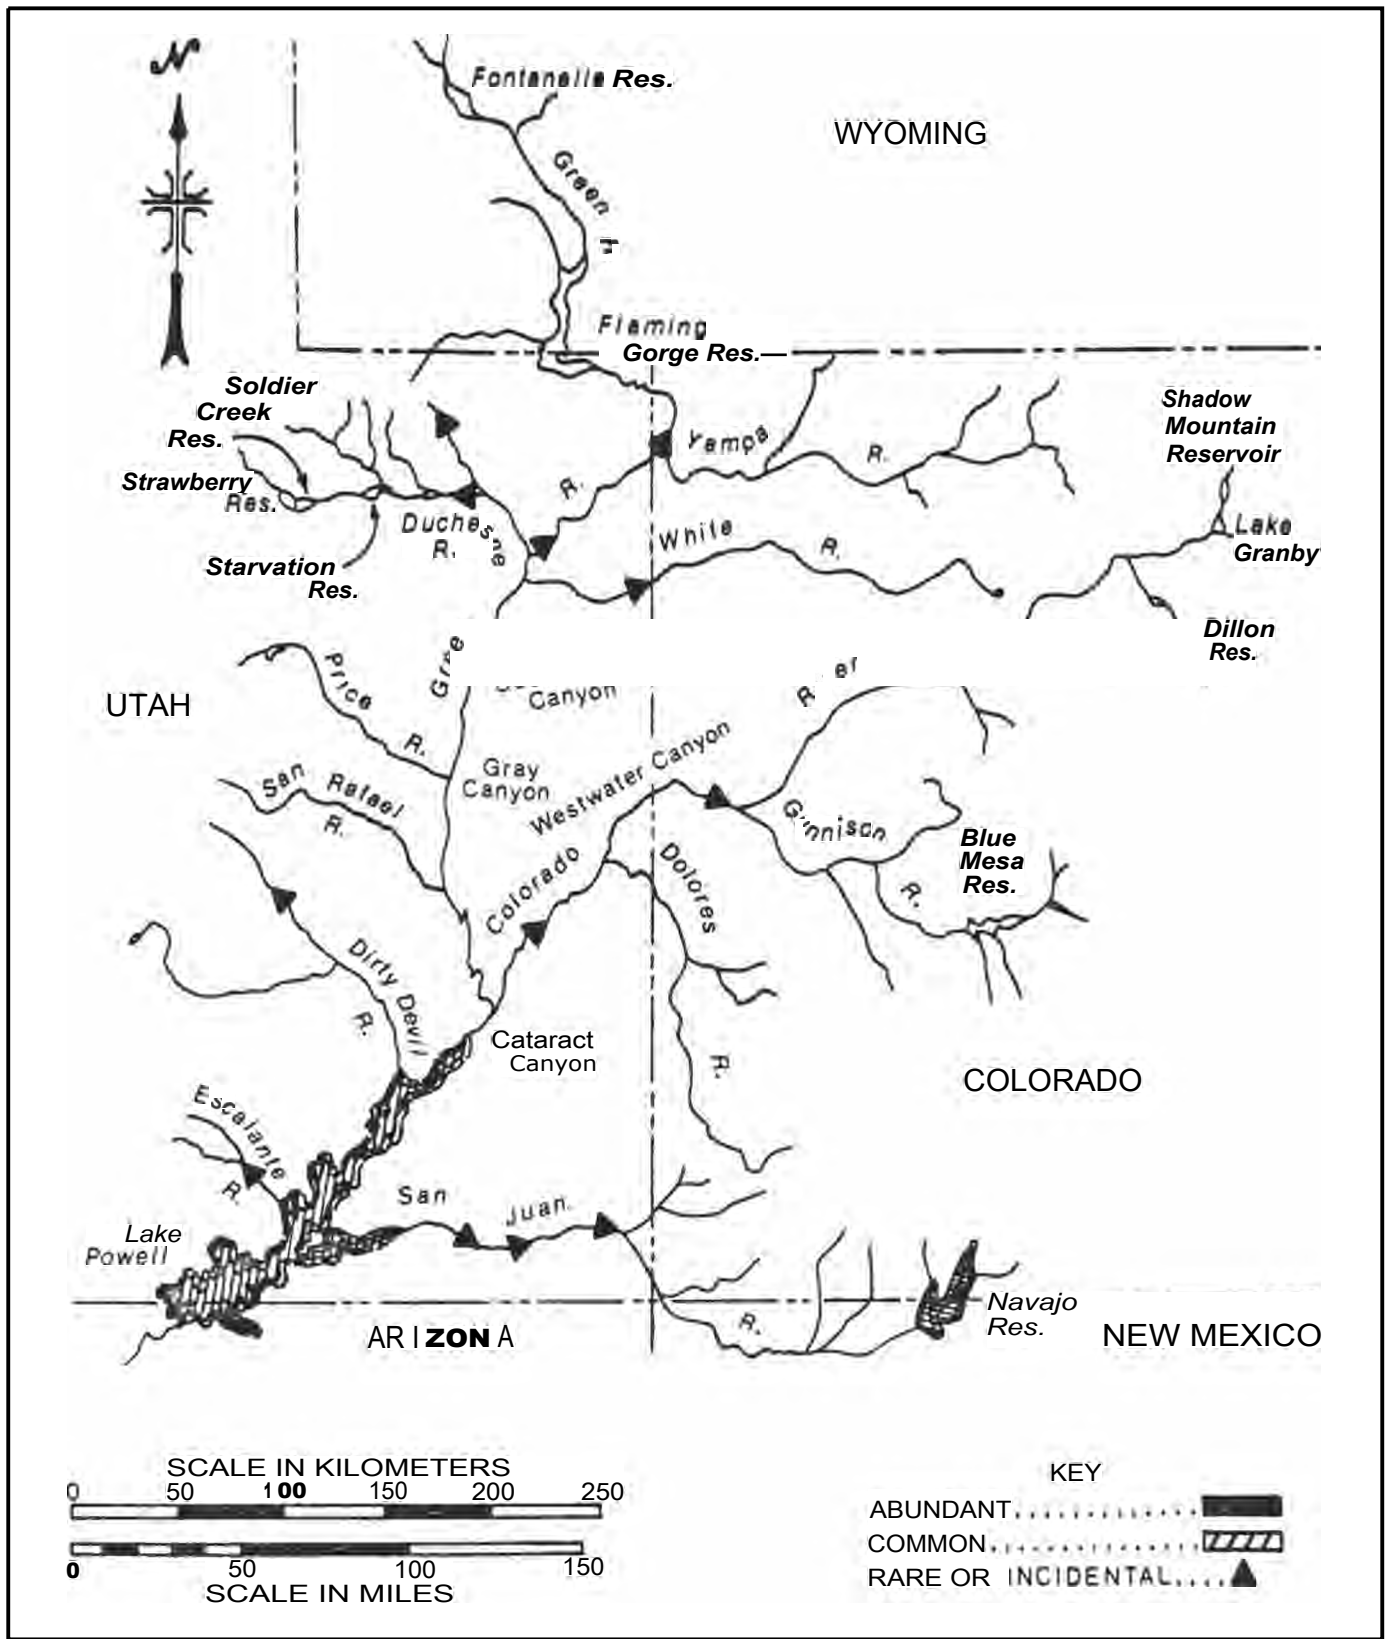 N
Fontanelle Res.
WYOMING
Green
Flaming
Gorge Res.—
Soldier
Creek
Res.
Strawberry
Res.
Duchesne
R.
Starvation
Res.
R.
Yampa
R.
White
R.
Shadow
Mountain
Reservoir
Lake
Granby
Dillon
Res.
UTAH
Price
R.
Canyon
Gray
Canyon
San Rafael
R.
Westwater Canyon
Colorado
Gunnison
R.
Blue
Mesa
Res.
Dolores
R.
Dirty Devil
R.
Cataract
Canyon
COLORADO
Escalante
R.
San Juan
R.
Lake
Powell
Navajo
Res.
ARIZONA
NEW MEXICO
SCALE IN KILOMETERS
0 50 100 150 200 250
0 50 100 150
SCALE IN MILES
KEY
ABUNDANT
COMMON
RARE OR INCIDENTAL